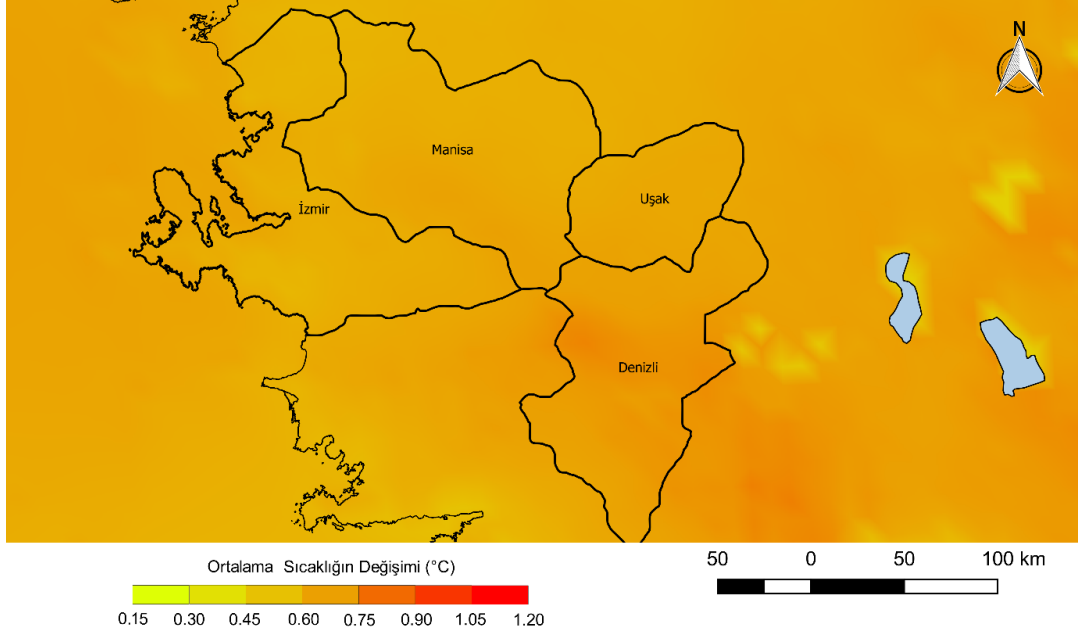 N
Manisa
Uşak
İzmir
Denizli
Ortalama Sıcaklığın Değişimi (°C)
0.15 0.30 0.45 0.60 0.75 0.90 1.05 1.20
50 0 50 100 km